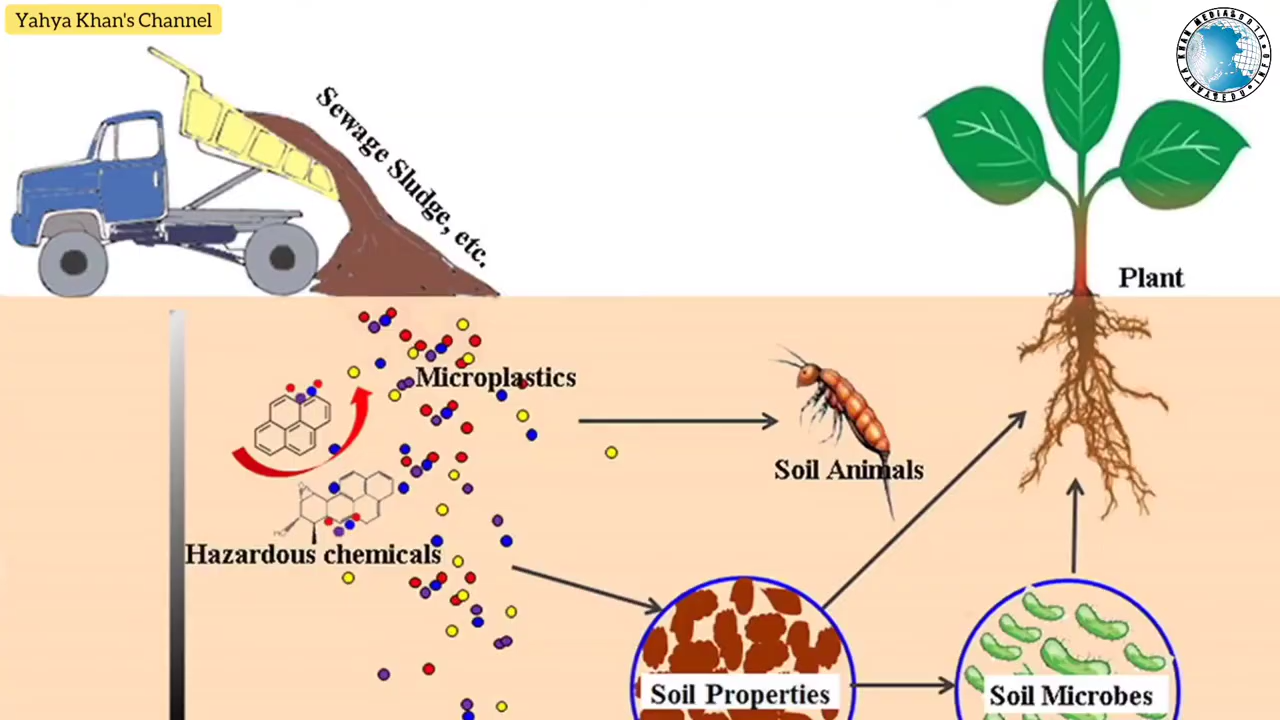 Yahya Khan's Channel
Sewage Sludge, etc.
Plant
Microplastics
Soil Animals
Hazardous chemicals
Soil Properties
Soil Microbes